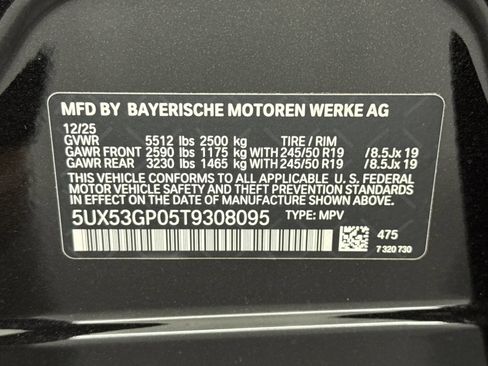 MFD BY BAYERISCHE MOTOREN WERKE AG
12/25
GVWR 5512 lbs 2500 kg TIRE / RIM
GAWR FRONT 2590 lbs 1175 kg WITH 245/50 R19 / 8.5Jx 19
GAWR REAR 3230 lbs 1465 kg WITH 245/50 R19 / 8.5Jx 19
THIS VEHICLE CONFORMS TO ALL APPLICABLE U. S. FEDERAL
MOTOR VEHICLE SAFETY AND THEFT PREVENTION STANDARDS
IN EFFECT ON THE DATE OF MANUFACTURE SHOWN ABOVE.
5UX53GP05T9308095 TYPE: MPV
475
7 320 730